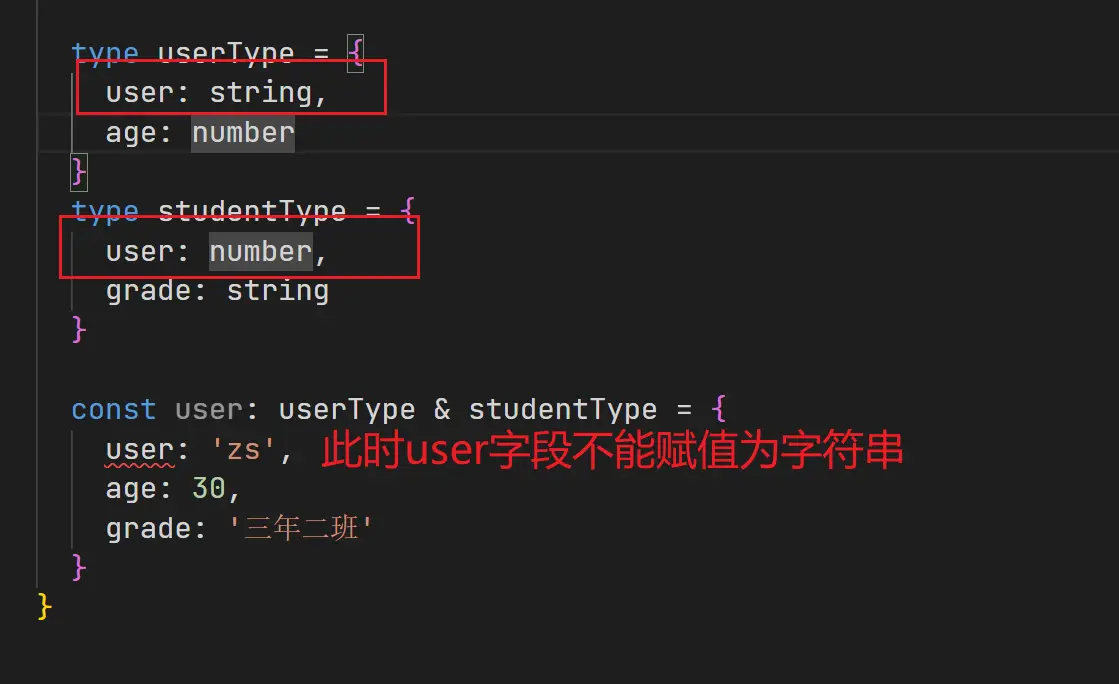 type userType = {
user: string,
age: number
}
type studentType = {
user: number,
grade: string
}
const user: userType & studentType = {
user: 'zs', 此时user字段不能赋值为字符串
age: 30,
grade: '三年二班'
}
}